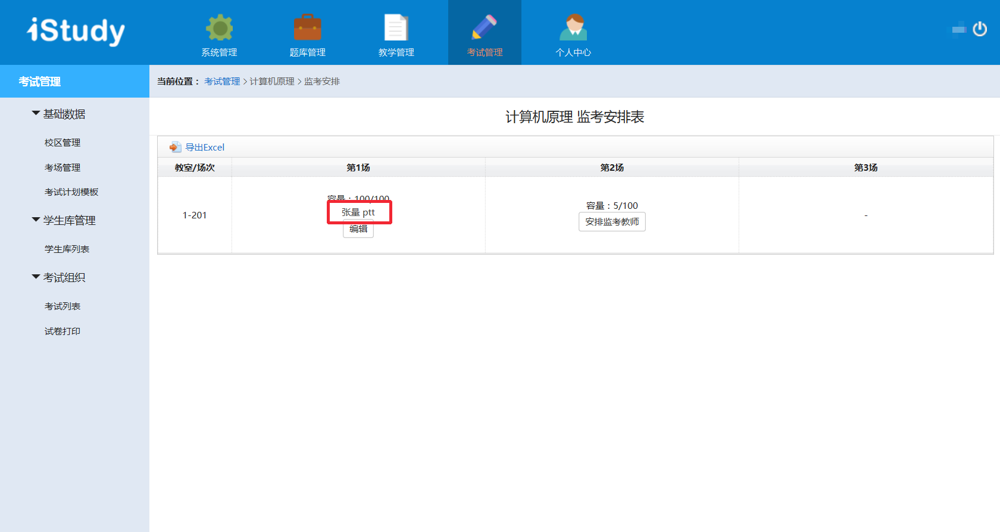 iStudy
系统管理
题库管理
教学管理
考试管理
个人中心
考试管理
当前位置： 考试管理 > 计算机原理 > 监考安排
基础数据
校区管理
考场管理
考试计划模板
学生库管理
学生库列表
考试组织
考试列表
试卷打印
计算机原理 监考安排表
导出Excel
教室/场次 第1场 第2场 第3场
1-201
容量：100/100
张量 ptt
编辑
容量：5/100
安排监考教师
-